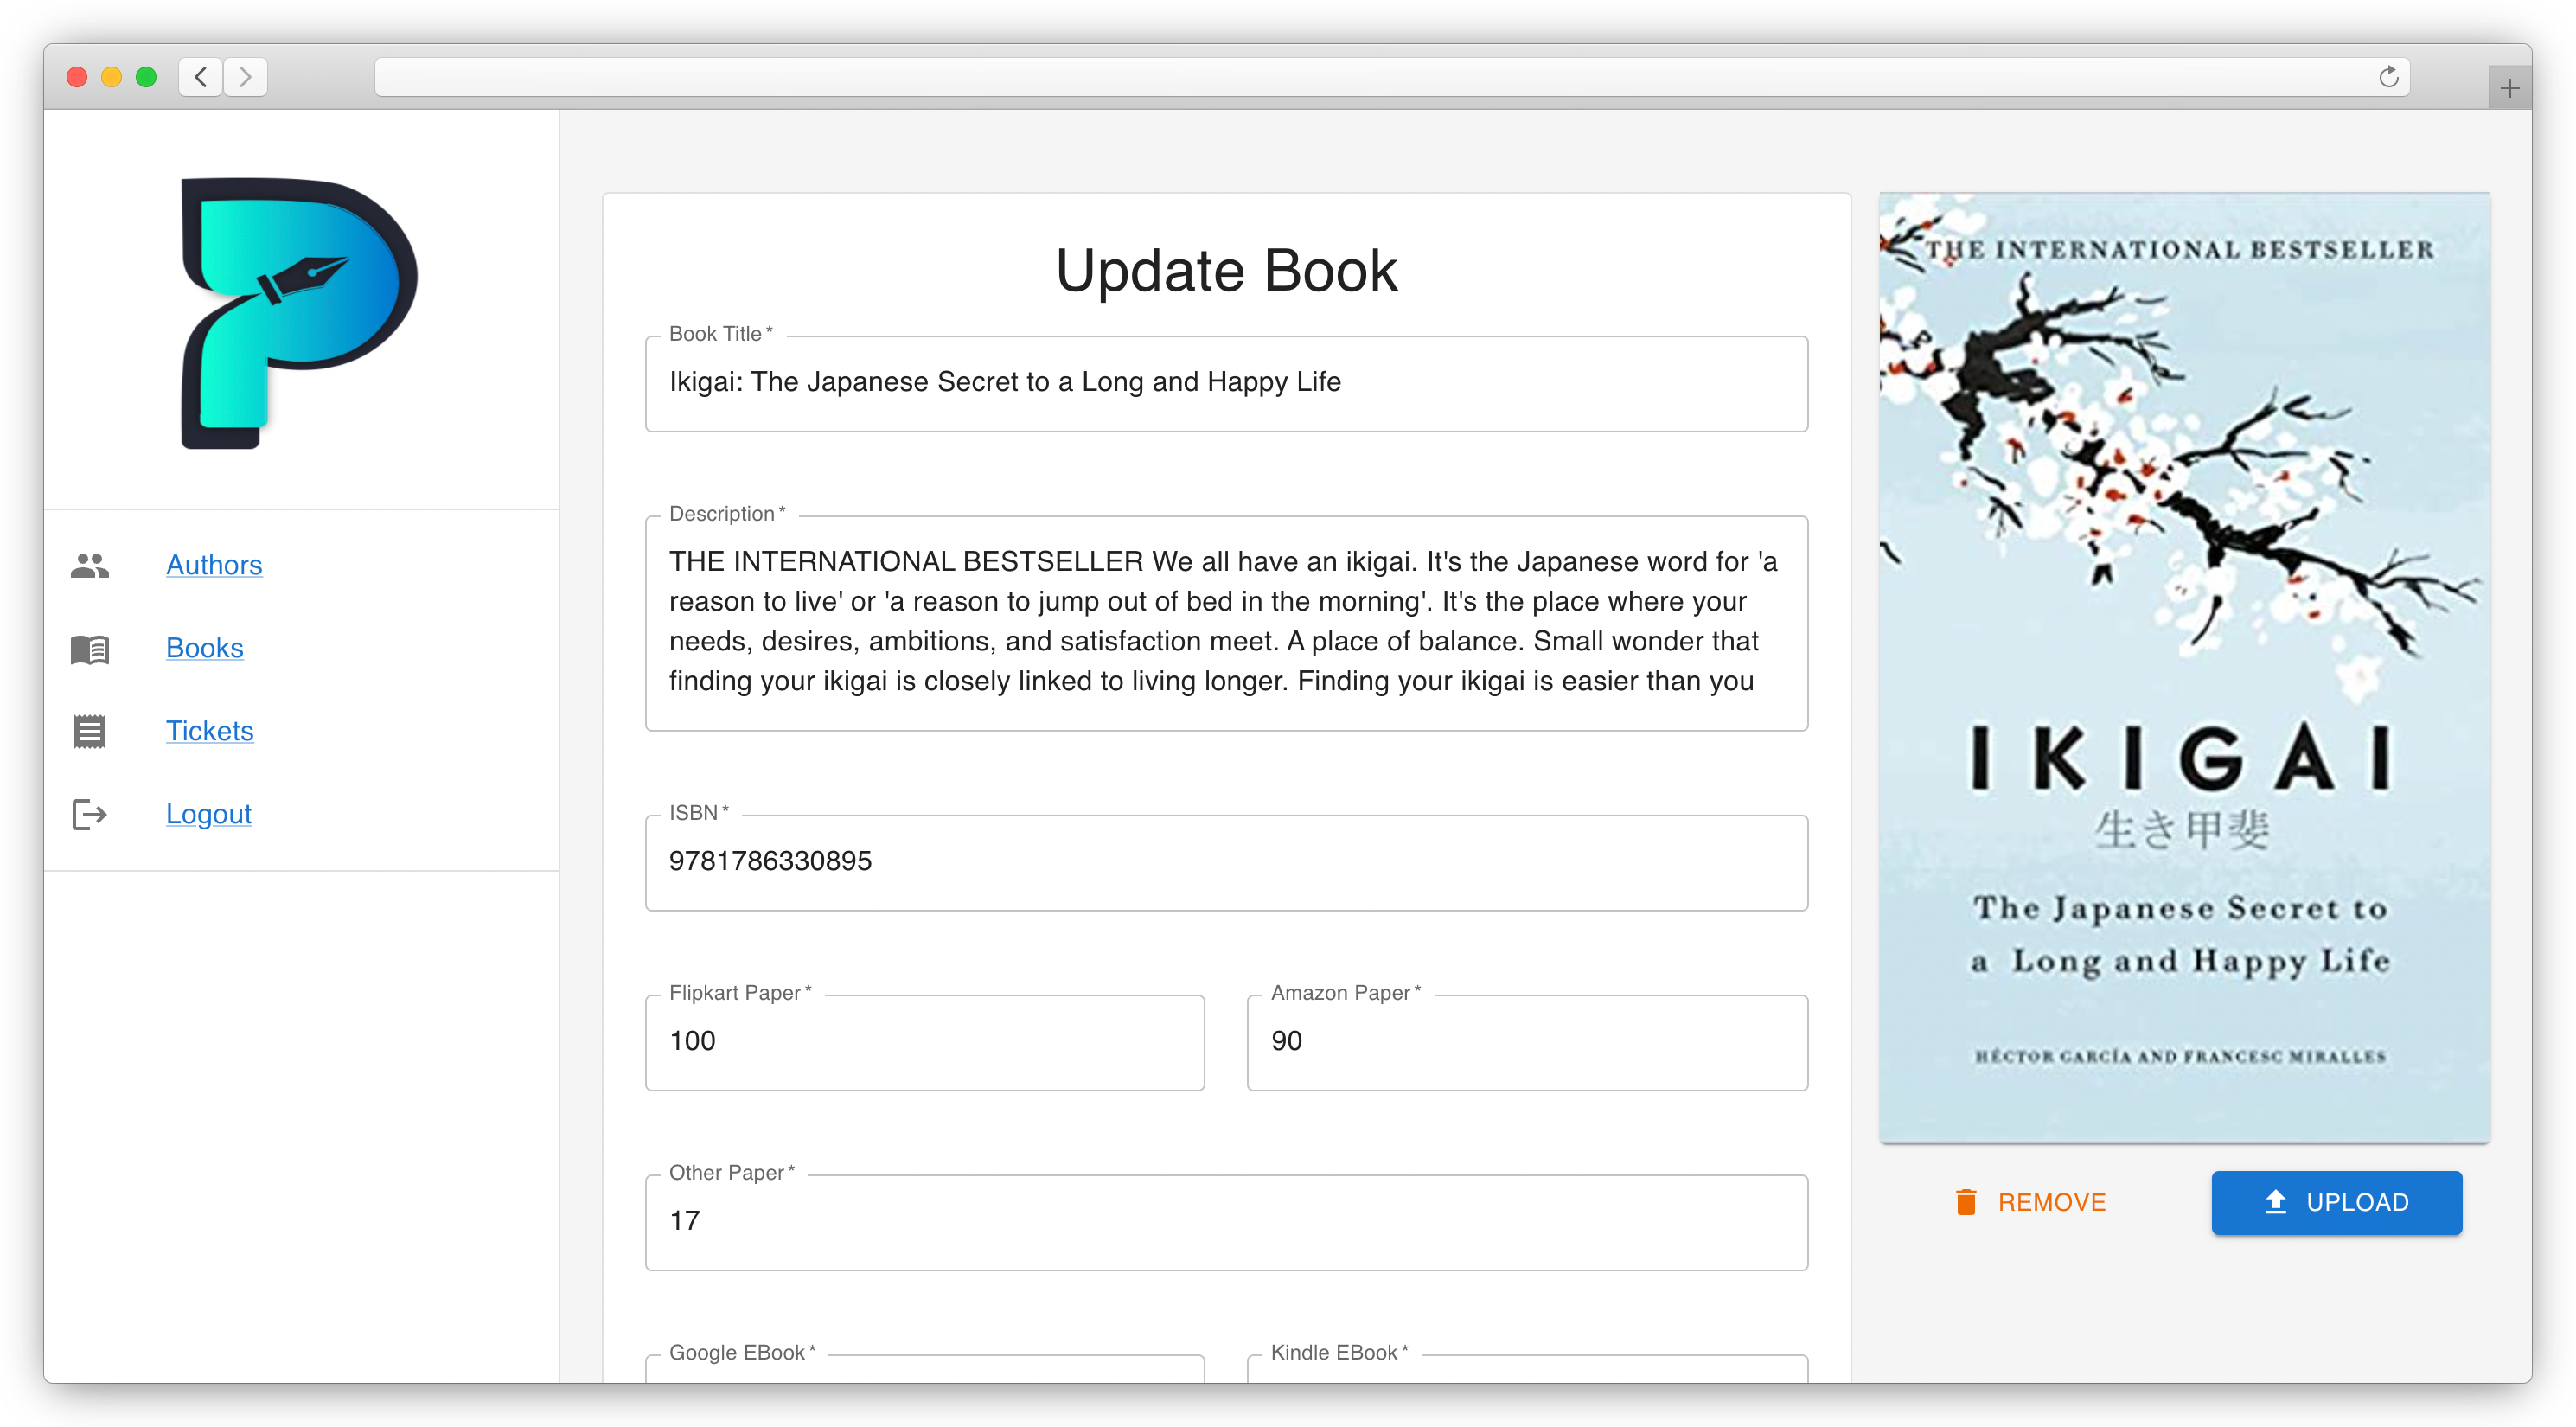 Authors
Books
Tickets
Logout
Update Book
Book Title *
Ikigai: The Japanese Secret to a Long and Happy Life
Description *
THE INTERNATIONAL BESTSELLER We all have an ikigai. It's the Japanese word for 'a
reason to live' or 'a reason to jump out of bed in the morning'. It's the place where your
needs, desires, ambitions, and satisfaction meet. A place of balance. Small wonder that
finding your ikigai is closely linked to living longer. Finding your ikigai is easier than you
ISBN *
9781786330895
Flipkart Paper *
100
Amazon Paper *
90
Other Paper *
17
Google EBook *
Kindle EBook *
THE INTERNATIONAL BESTSELLER
IKIGAI
生き甲斐
The Japanese Secret to
a Long and Happy Life
HÉCTOR GARCÍA AND FRANCESC MIRALLES
REMOVE
UPLOAD